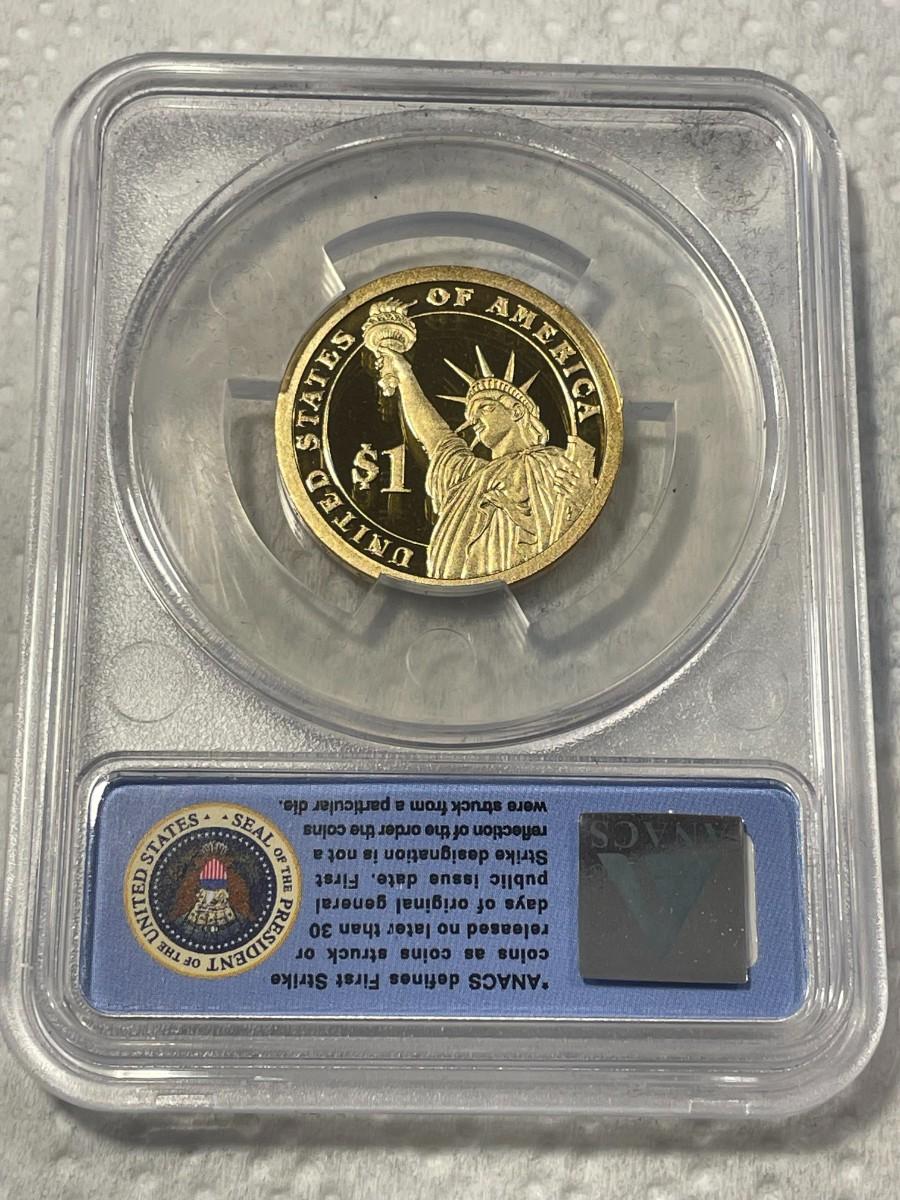 UNITED STATES OF AMERICA
$1
*ANACS defines First Strike
coins as coins struck or
released no later than 30
days of original general
public issue date. First
Strike designation is not a
reflection of the order the coins
were struck from a particular die.
SEAL OF THE PRESIDENT OF THE UNITED STATES
ANACS